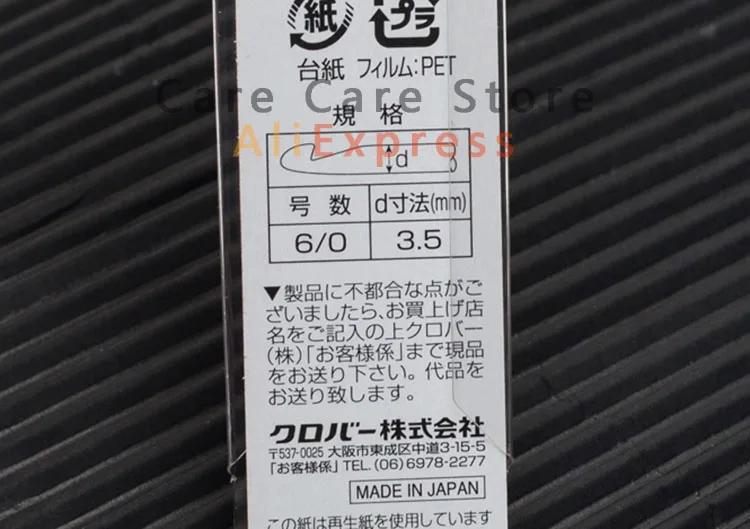 紙 プラ
台紙 フィルム:PET
Care Care Store
規 格
AliExpress
d
号 数 d寸法(mm)
6/0 3.5
▼製品に不都合な点がご
ざいましたら、お買上げ店
名をご記入の上クロバー
(株)「お客様係」まで現品
をお送り下さい。代品を
お送り致します。
クロバー株式会社
〒537-0025 大阪市東成区中道3-15-5
「お客様係」TEL.(06)6978-2277
MADE IN JAPAN
この紙は再生紙を使用しています